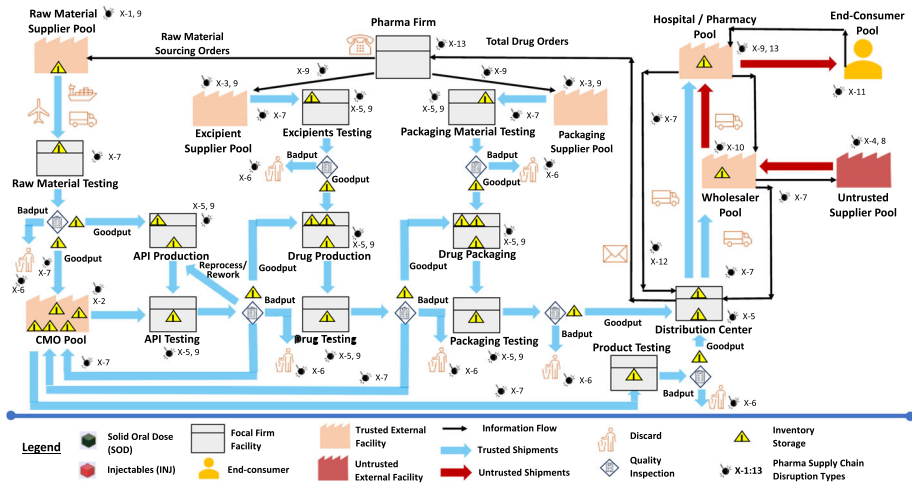 Raw Material
Supplier Pool
X-1, 9
Raw Material
Sourcing Orders
Pharma Firm
X-13
Total Drug Orders
Hospital / Pharmacy
Pool
X-9, 13
End-Consumer
Pool
X-11
X-9
X-9
X-3, 9
X-7
X-5, 9
Excipient
Supplier Pool
Excipients Testing
X-5, 9
X-7
X-3, 9
Packaging Material Testing
Packaging
Supplier Pool
X-7
X-10
X-4, 8
X-7
Raw Material Testing
Badput
X-6
Goodput
Badput
X-6
Goodput
Wholesaler
Pool
X-7
Untrusted
Supplier Pool
Badput
Goodput
X-5, 9
API Production
X-6
X-7
Goodput
Reprocess/
Rework
Goodput
Drug Production
X-5, 9
Goodput
Drug Packaging
X-5, 9
X-12
X-7
X-2
CMO Pool
API Testing
X-5, 9
Badput
X-6
Drug Testing
X-5, 9
Badput
X-6
Packaging Testing
X-5, 9
Badput
X-6
Goodput
Distribution Center
X-5
X-7
X-7
X-7
Product Testing
Goodput
Badput
X-6
Legend
Solid Oral Dose
(SOD)
Injectables (INJ)
Focal Firm
Facility
End-consumer
Trusted External
Facility
Untrusted
External Facility
Information Flow
Trusted Shipments
Untrusted Shipments
Discard
Quality
Inspection
Inventory
Storage
X-1:13
Pharma Supply Chain
Disruption Types